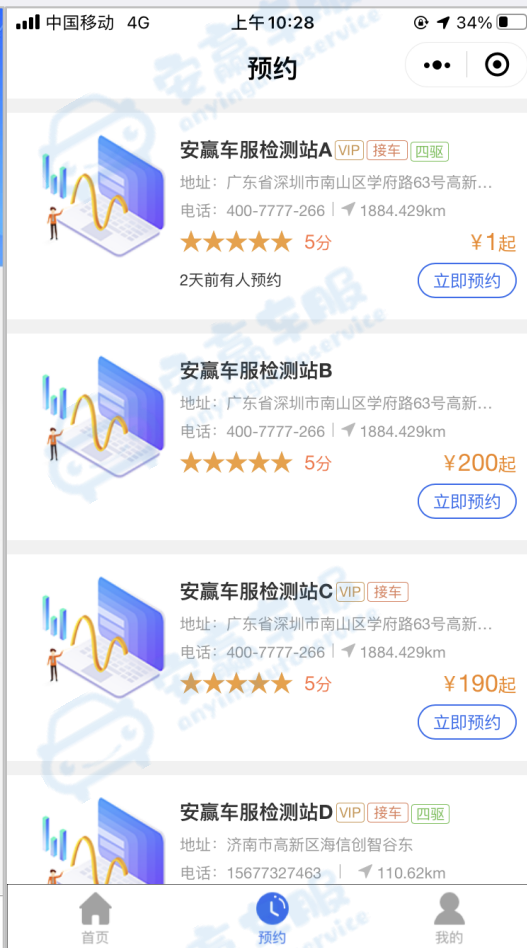 中国移动 4G 上午10:28 34%
预约
安赢车服检测站A VIP 接车 四驱
地址：广东省深圳市南山区学府路63号高新...
电话：400-7777-266 1884.429km
5分 ￥1起
2天前有人预约 立即预约
安赢车服检测站B
地址：广东省深圳市南山区学府路63号高新...
电话：400-7777-266 1884.429km
5分 ￥200起
立即预约
安赢车服检测站C VIP 接车
地址：广东省深圳市南山区学府路63号高新...
电话：400-7777-266 1884.429km
5分 ￥190起
立即预约
安赢车服检测站D VIP 接车 四驱
地址：济南市高新区海信创智谷东
电话：15677327463 110.62km
首页 预约 我的
安赢车服
anyingautoservice